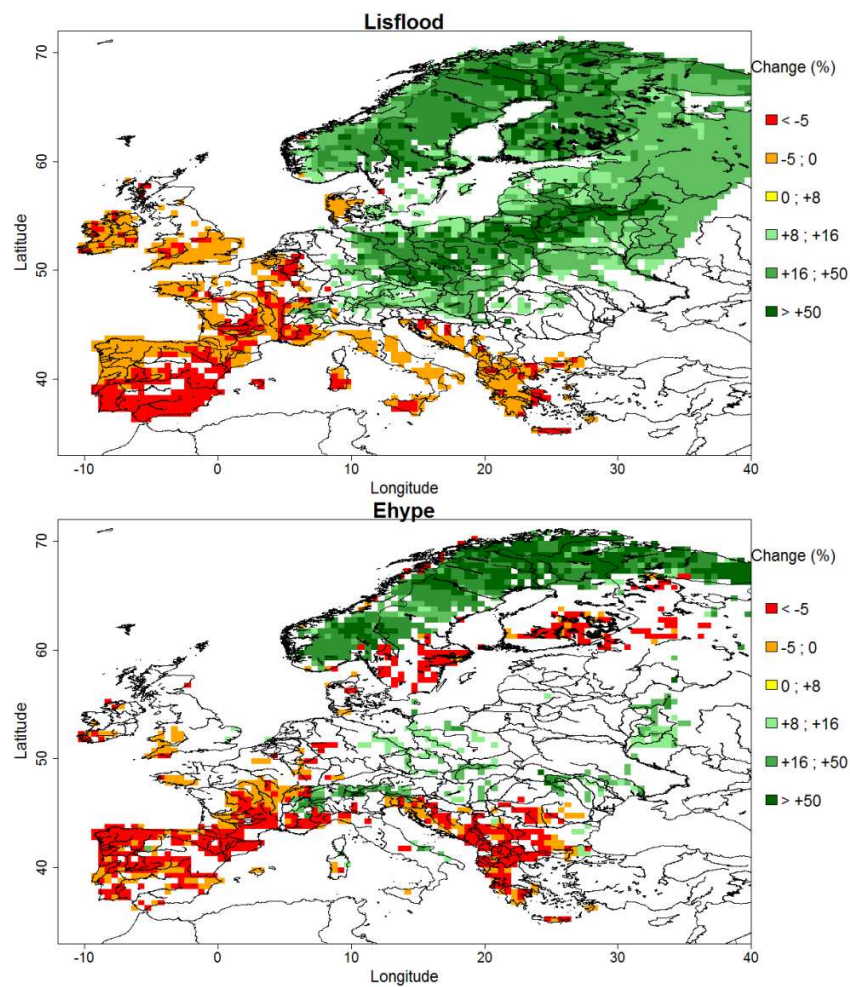 Lisflood
70
60
50
40
Latitude
-10 0 10 20 30 40
Longitude
Change (%)
< -5
-5 ; 0
0 ; +8
+8 ; +16
+16 ; +50
> +50
Ehype
70
60
50
40
Latitude
-10 0 10 20 30 40
Longitude
Change (%)
< -5
-5 ; 0
0 ; +8
+8 ; +16
+16 ; +50
> +50